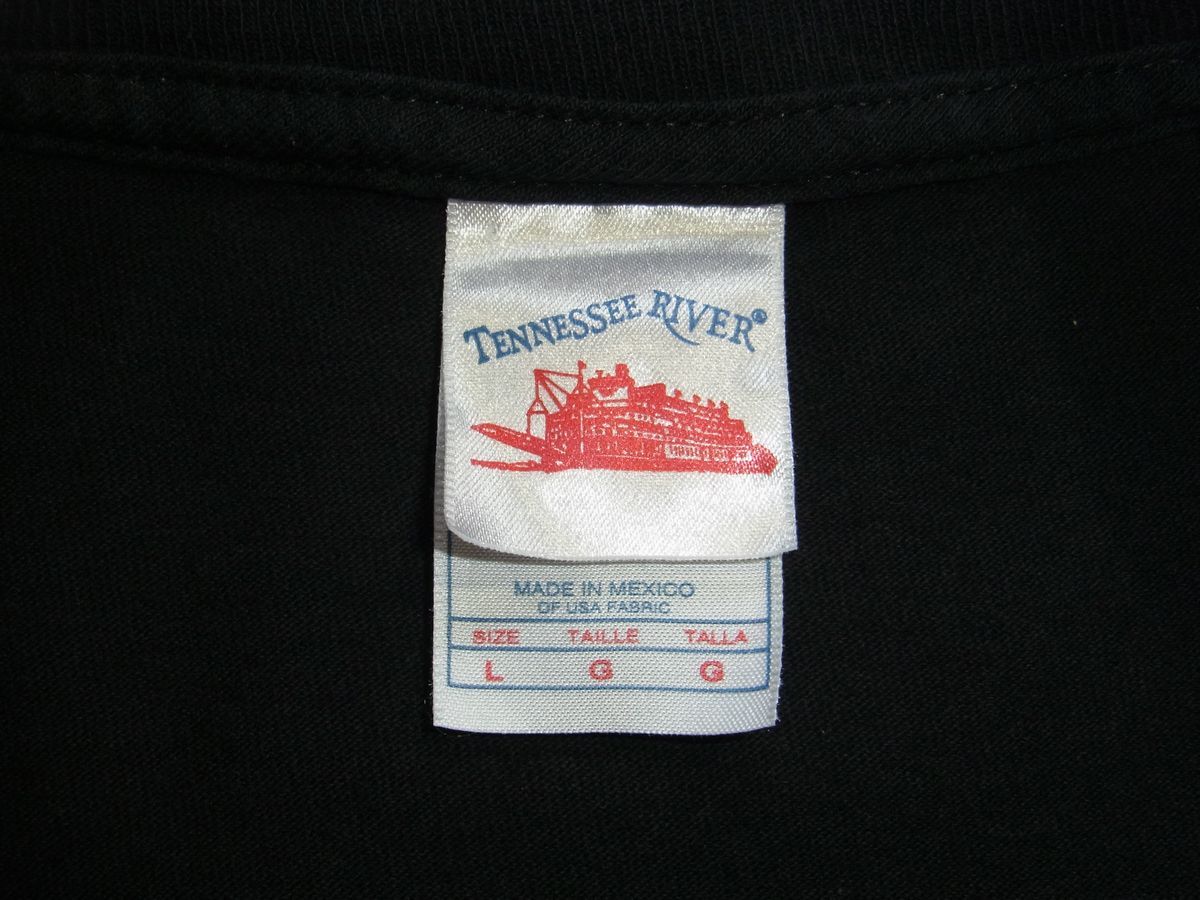 TENNESSEE RIVER®
MADE IN MEXICO
OF USA FABRIC
SIZE TAILLE TALLA
L G G